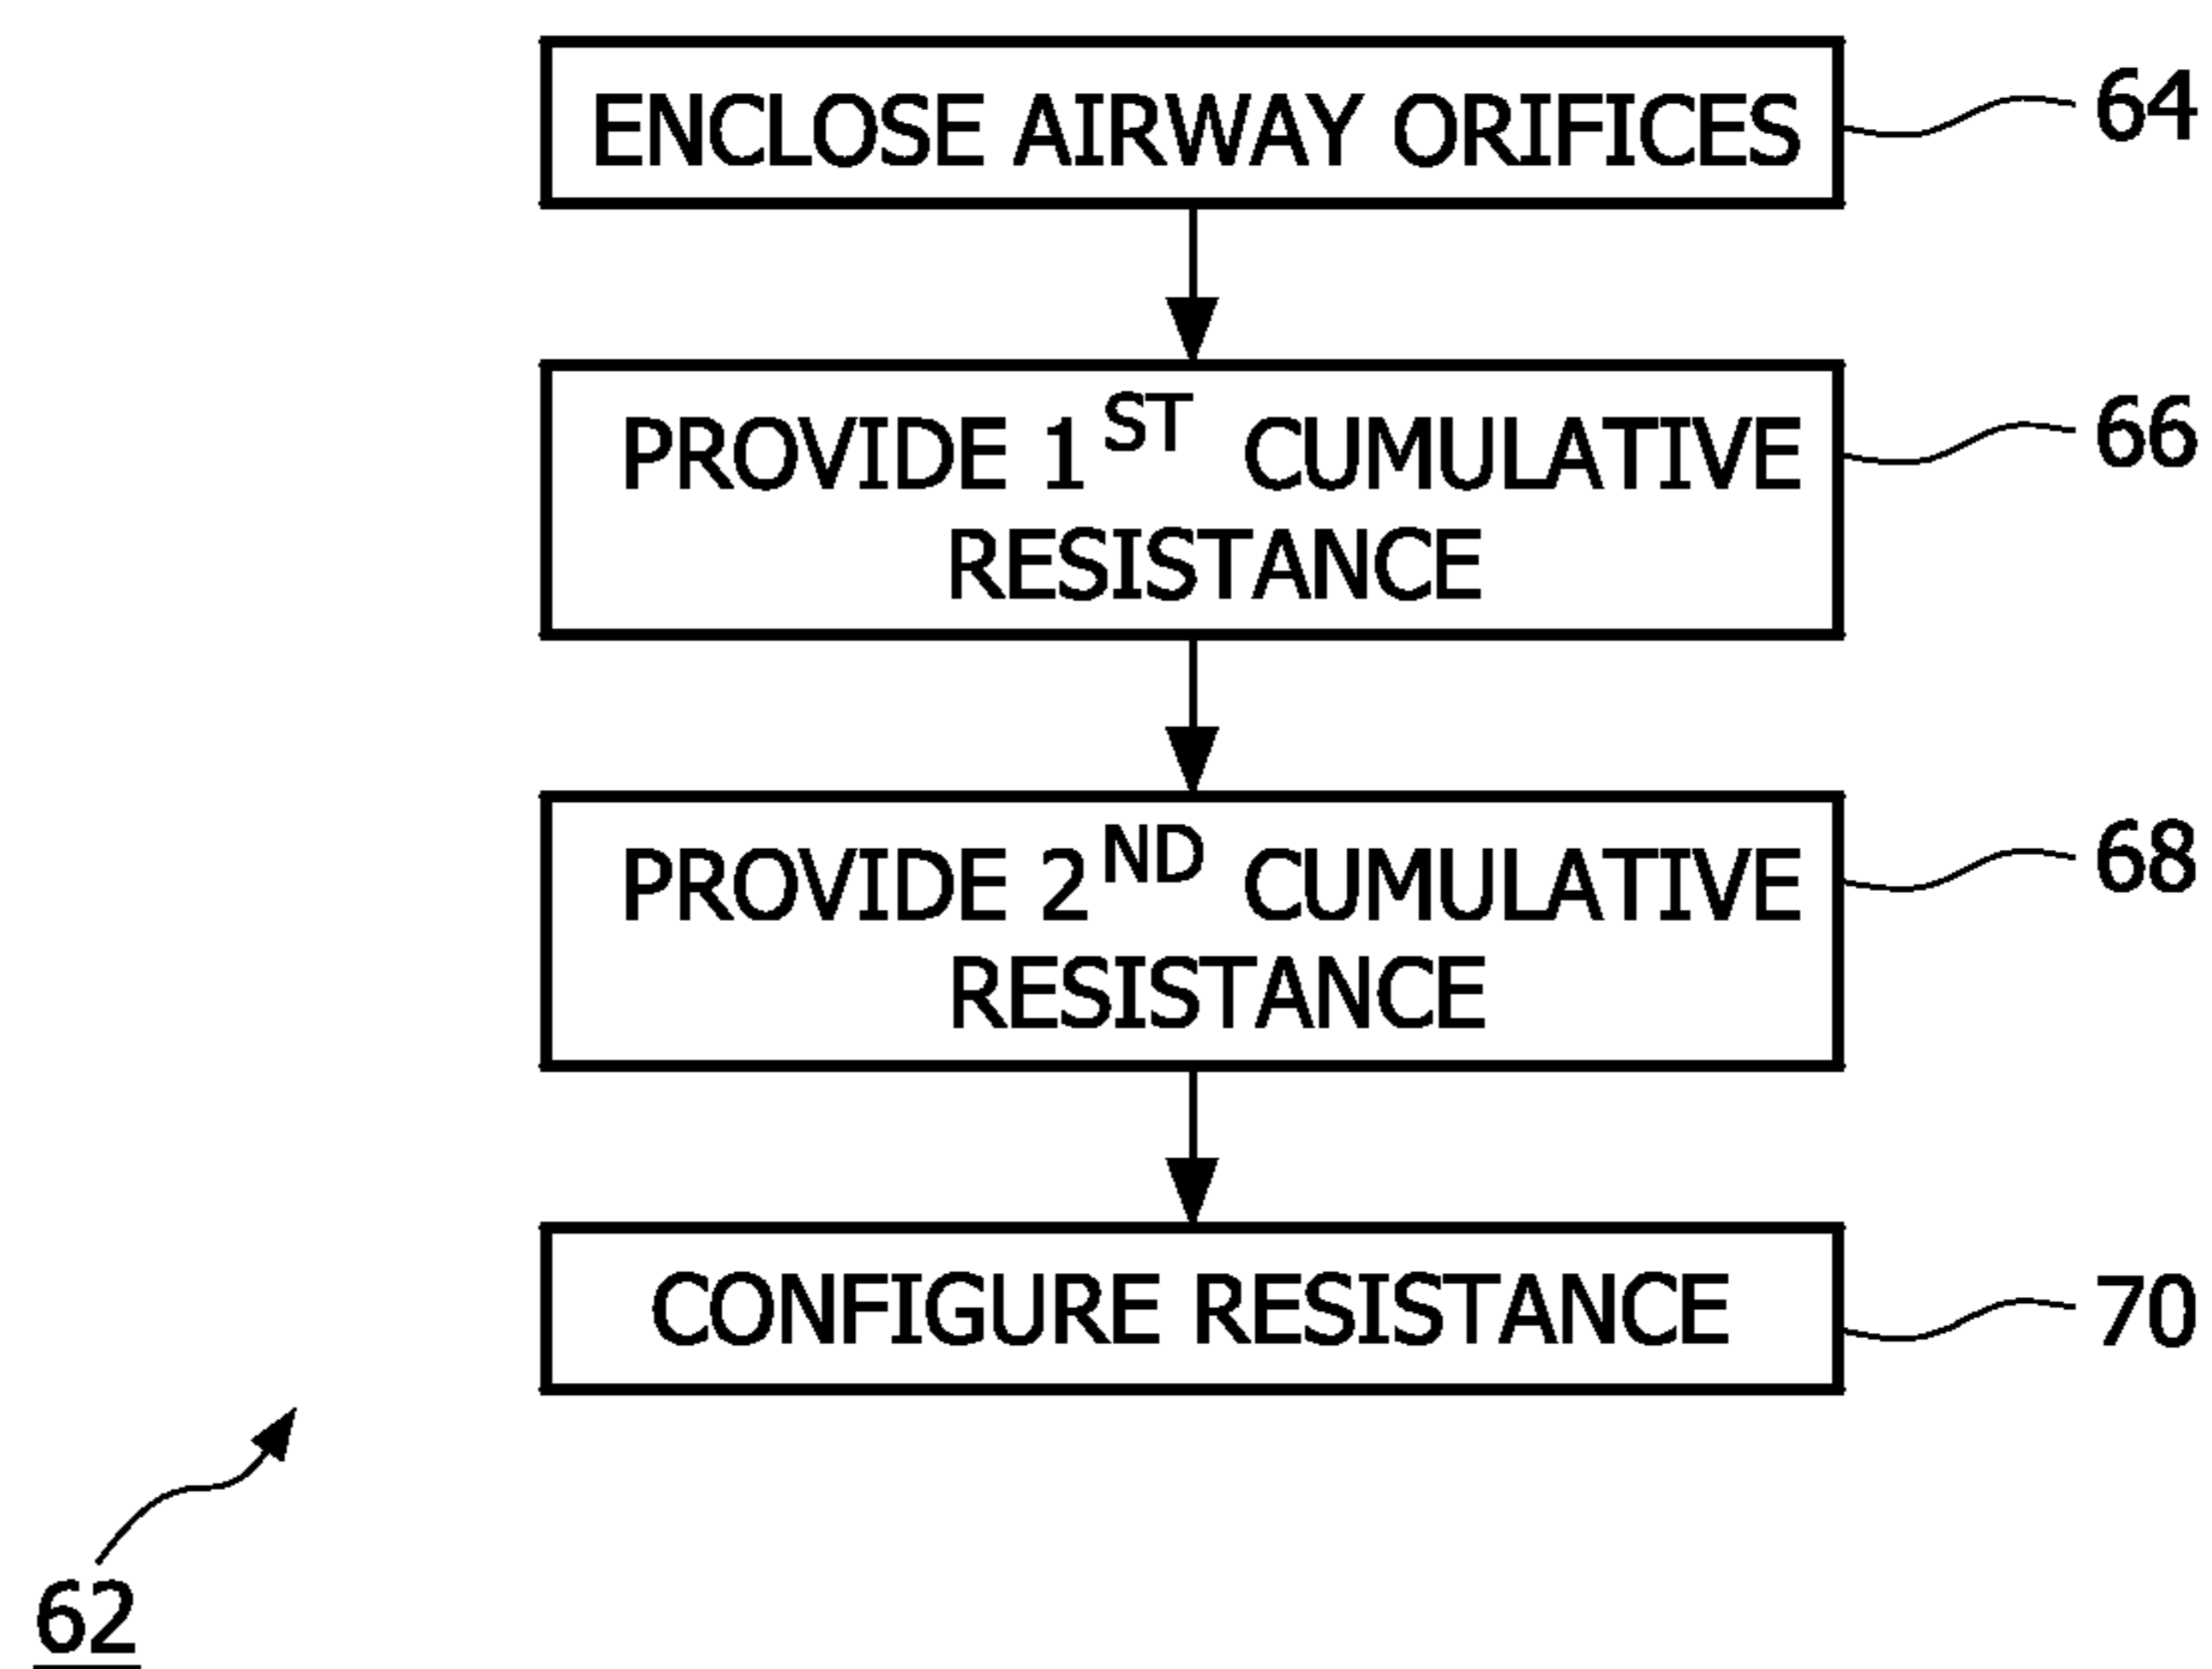 ENCLOSE AIRWAY ORIFICES
64
PROVIDE 1ST CUMULATIVE
RESISTANCE
66
PROVIDE 2ND CUMULATIVE
RESISTANCE
68
CONFIGURE RESISTANCE
70
62